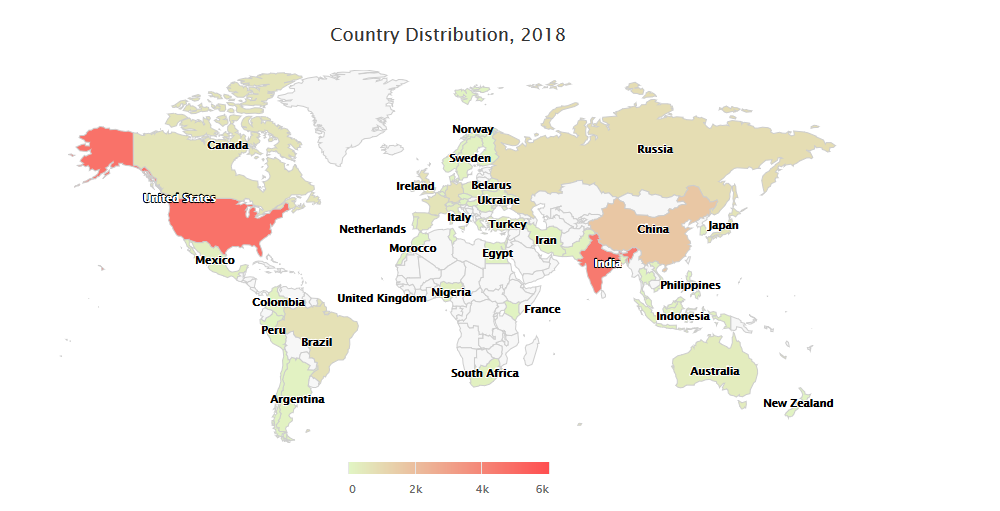 Country Distribution, 2018
Norway
Canada
Russia
Sweden
Ireland
Belarus
United States
Ukraine
Italy
Turkey
Japan
Netherlands
China
Iran
Morocco
Egypt
Mexico
India
Philippines
Nigeria
United Kingdom
Colombia
France
Indonesia
Peru
Brazil
South Africa
Australia
Argentina
New Zealand
0 2k 4k 6k